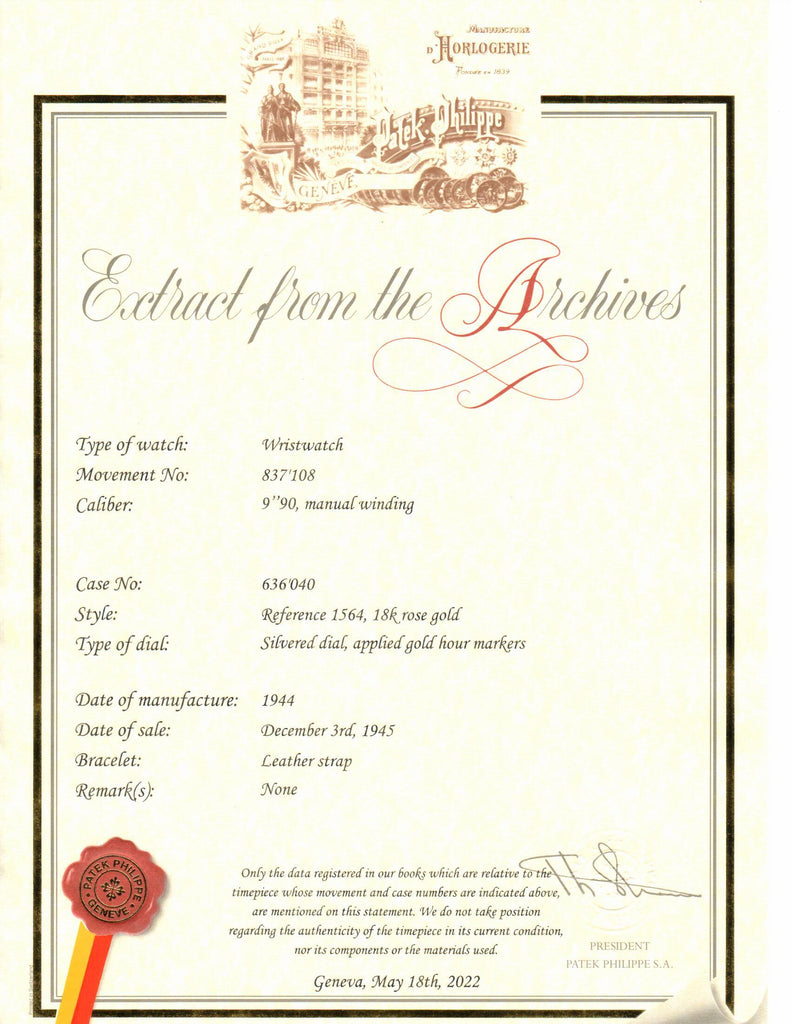 MANUFACTURE
D'HORLOGERIE
FONDÉE EN 1839
Patek Philippe
GENÈVE
Extract from the Archives
Type of watch: Wristwatch
Movement No: 837'108
Caliber: 9’’90, manual winding
Case No: 636'040
Style: Reference 1564, 18k rose gold
Type of dial: Silvered dial, applied gold hour markers
Date of manufacture: 1944
Date of sale: December 3rd, 1945
Bracelet: Leather strap
Remark(s): None
PATEK PHILIPPE
GENEVE
Only the data registered in our books which are relative to the
timepiece whose movement and case numbers are indicated above,
are mentioned on this statement. We do not take position
regarding the authenticity of the timepiece in its current condition,
nor its components or the materials used.
Geneva, May 18th, 2022
PRESIDENT
PATEK PHILIPPE S.A.